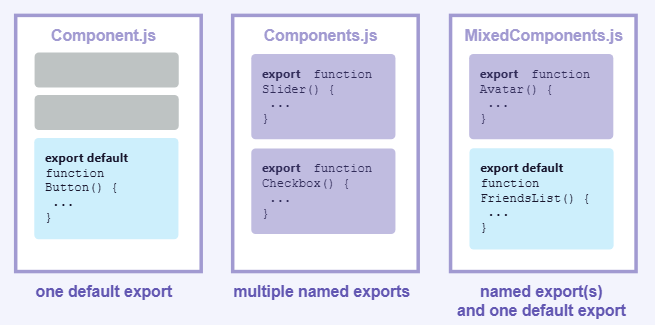 Component.js
export default
function
Button() {
...
}
one default export
Components.js
export function
Slider() {
...
}
export function
Checkbox() {
...
}
multiple named exports
MixedComponents.js
export function
Avatar() {
...
}
export default
function
FriendsList() {
...
}
named export(s)
and one default export